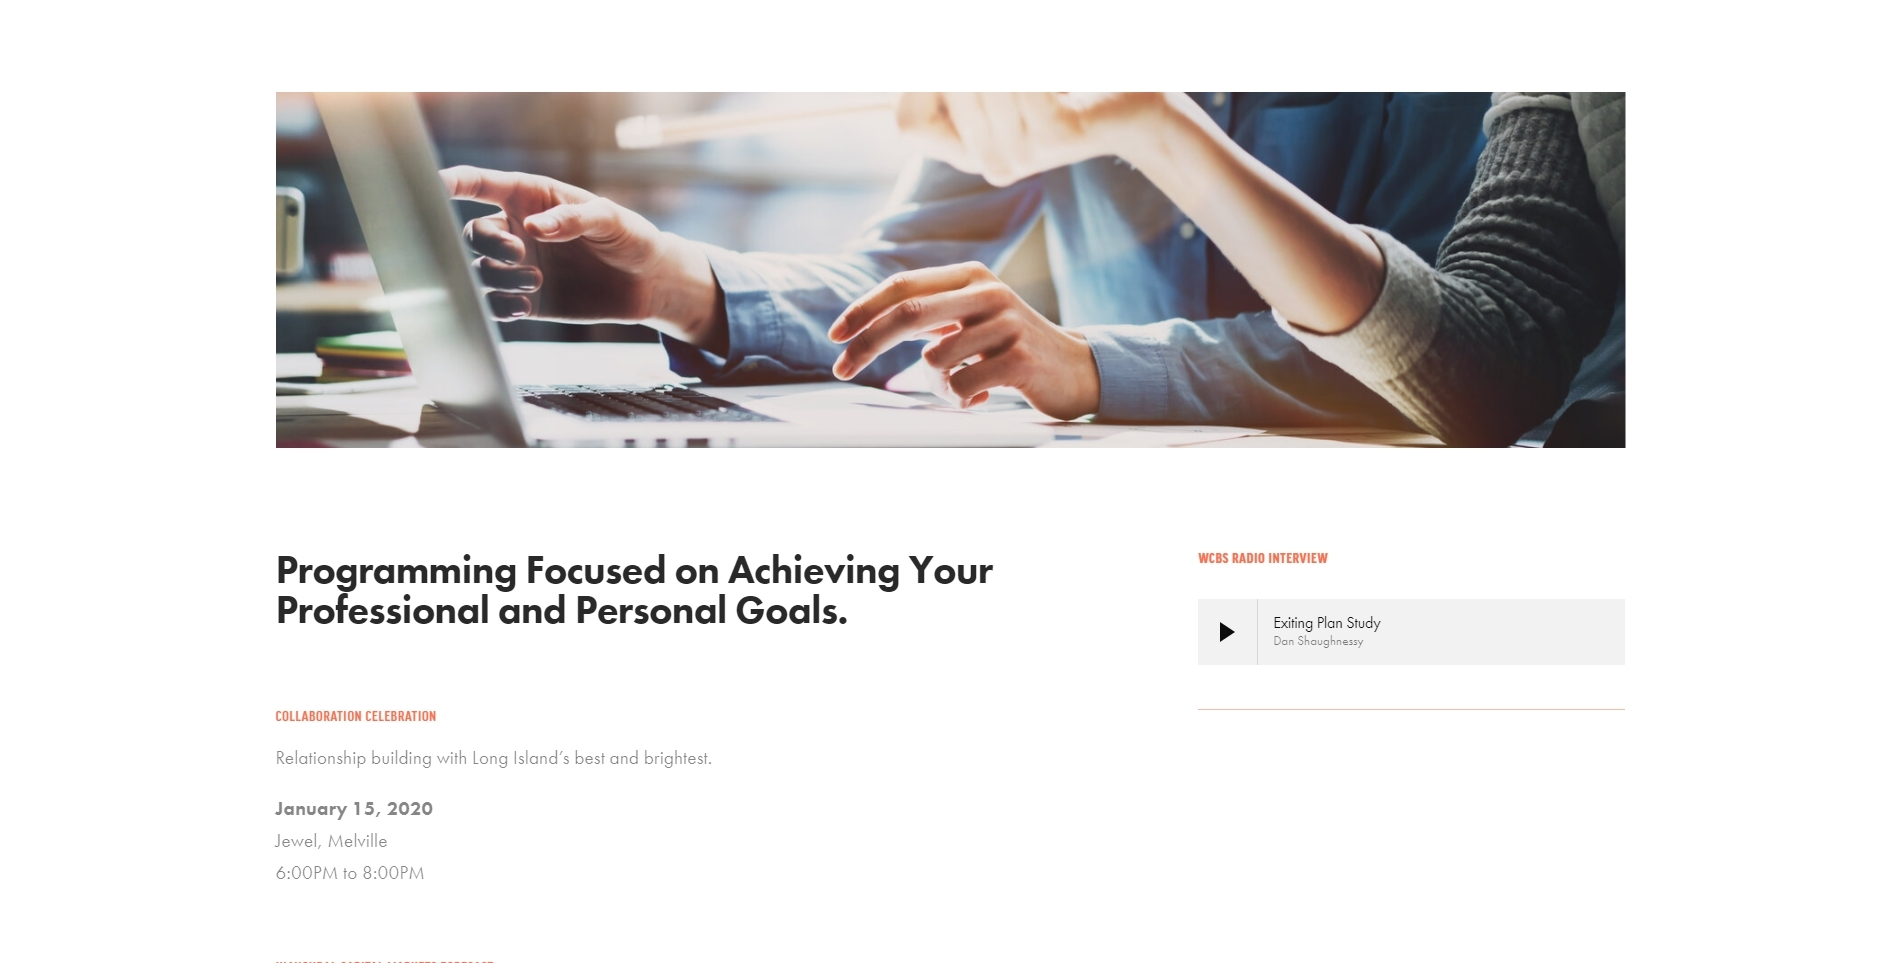 Programming Focused on Achieving Your
Professional and Personal Goals.
COLLABORATION CELEBRATION
Relationship building with Long Island’s best and brightest.
January 15, 2020
Jewel, Melville
6:00PM to 8:00PM
WCBS RADIO INTERVIEW
Exiting Plan Study
Dan Shaughnessy